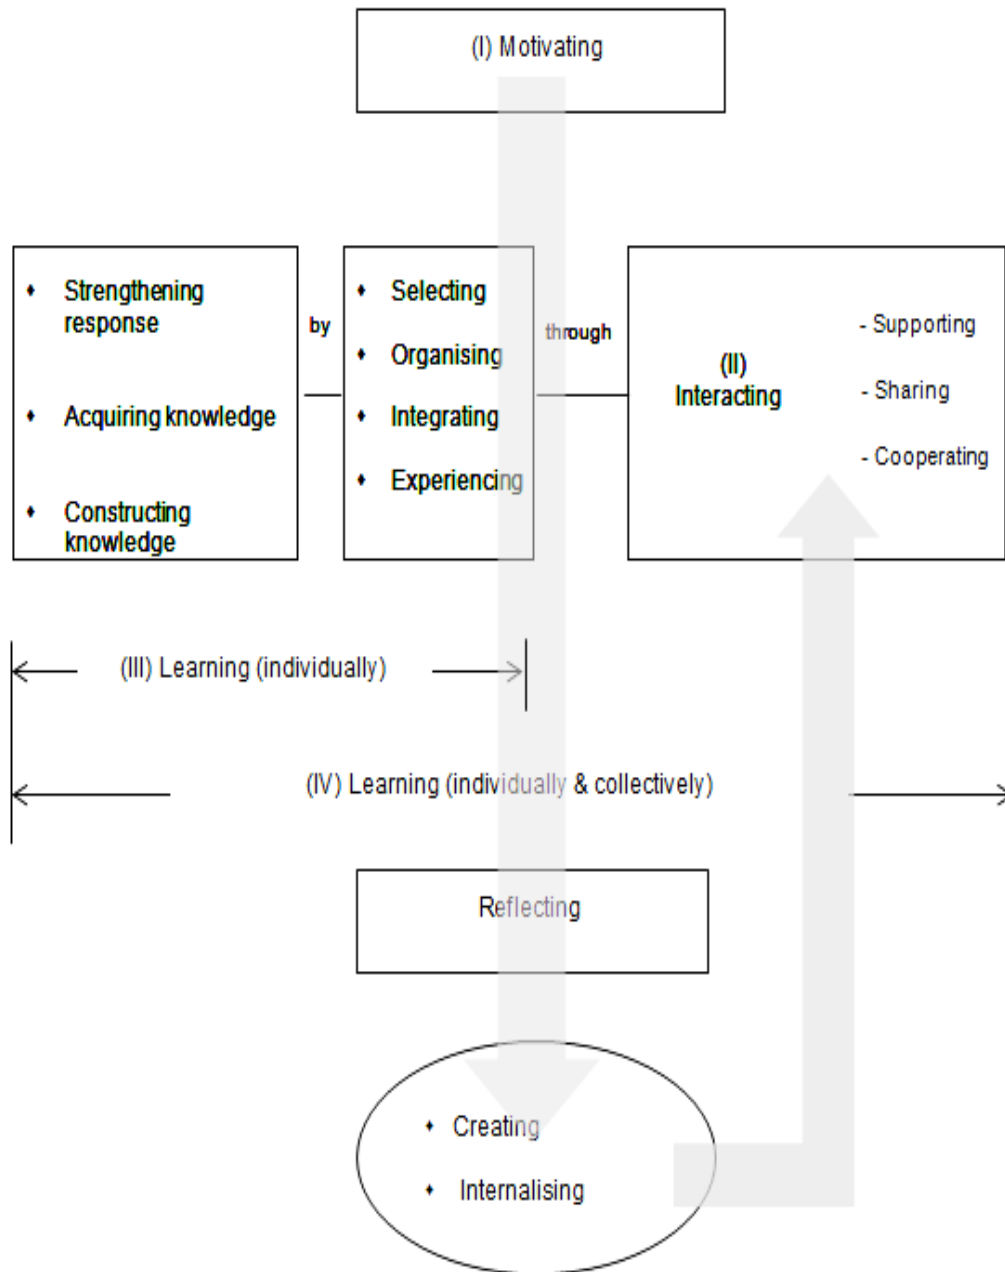 (I) Motivating
♦ Strengthening
response
♦ Acquiring knowledge
♦ Constructing
knowledge
by
♦ Selecting
♦ Organising
♦ Integrating
♦ Experiencing
through
(II)
Interacting
- Supporting
- Sharing
- Cooperating
(III) Learning (individually)
(IV) Learning (individually & collectively)
Reflecting
♦ Creating
♦ Internalising